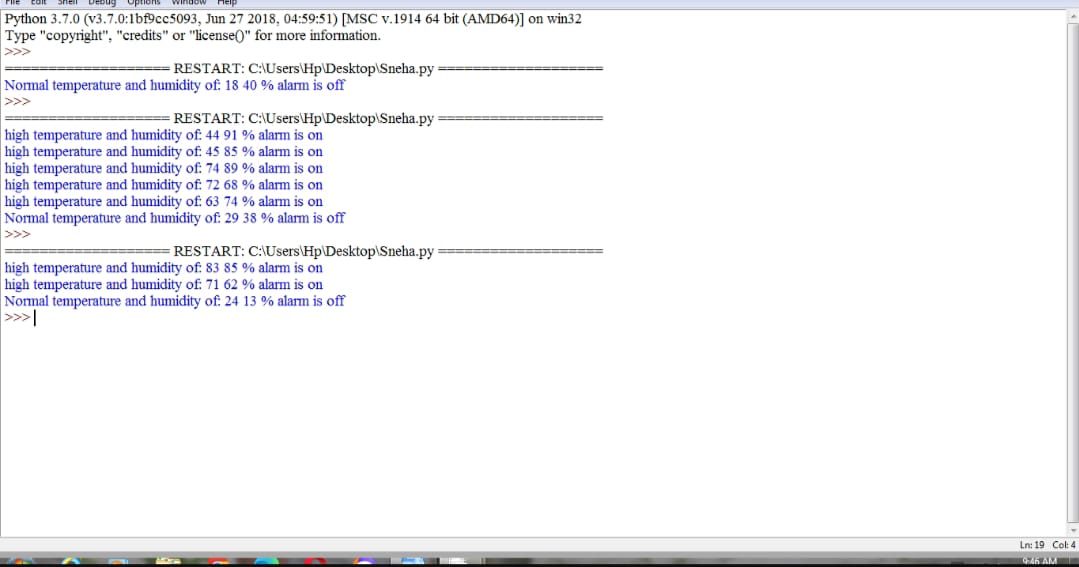 File Edit Shell Debug Options Window Help
Python 3.7.0 (v3.7.0:1bf9cc5093, Jun 27 2018, 04:59:51) [MSC v.1914 64 bit (AMD64)] on win32
Type "copyright", "credits" or "license()" for more information.
>>>
=================== RESTART: C:\Users\Hp\Desktop\Sneha.py ===================
Normal temperature and humidity of: 18 40 % alarm is off
>>>
=================== RESTART: C:\Users\Hp\Desktop\Sneha.py ===================
high temperature and humidity of: 44 91 % alarm is on
high temperature and humidity of: 45 85 % alarm is on
high temperature and humidity of: 74 89 % alarm is on
high temperature and humidity of: 72 68 % alarm is on
high temperature and humidity of: 63 74 % alarm is on
Normal temperature and humidity of: 29 38 % alarm is off
>>>
=================== RESTART: C:\Users\Hp\Desktop\Sneha.py ===================
high temperature and humidity of: 83 85 % alarm is on
high temperature and humidity of: 71 62 % alarm is on
Normal temperature and humidity of: 24 13 % alarm is off
>>>
Ln: 19 Col: 4
9:46 AM